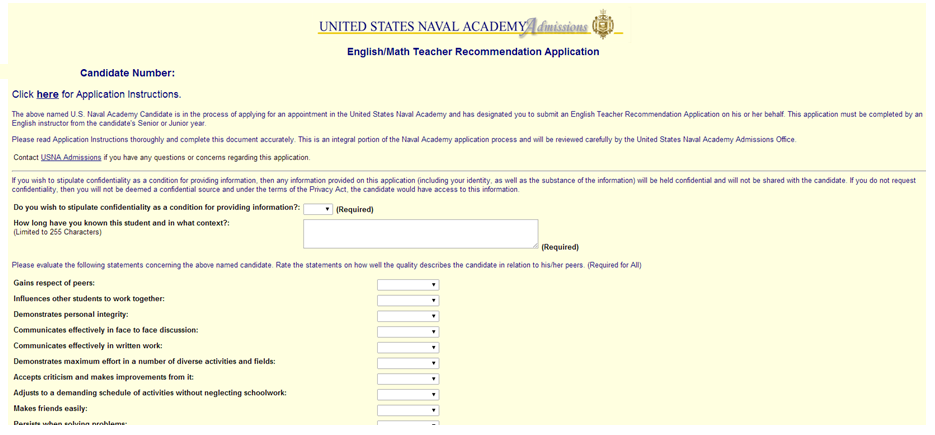 UNITED STATES NAVAL ACADEMY Admissions
English/Math Teacher Recommendation Application
Candidate Number:
Click here for Application Instructions.
The above named U.S. Naval Academy Candidate is in the process of applying for an appointment in the United States Naval Academy and has designated you to submit an English Teacher Recommendation Application on his or her behalf. This application must be completed by an
English instructor from the candidate's Senior or Junior year.
Please read Application Instructions thoroughly and complete this document accurately. This is an integral portion of the Naval Academy application process and will be reviewed carefully by the United States Naval Academy Admissions Office.
Contact USNA Admissions if you have any questions or concerns regarding this application.
If you wish to stipulate confidentiality as a condition for providing information, then any information provided on this application (including your identity, as well as the substance of the information) will be held confidential and will not be shared with the candidate. If you do not request
confidentiality, then you will not be deemed a confidential source and under the terms of the Privacy Act, the candidate would have access to this information.
Do you wish to stipulate confidentiality as a condition for providing information?: (Required)
How long have you known this student and in what context?:
(Limited to 255 Characters)
(Required)
Please evaluate the following statements concerning the above named candidate. Rate the statements on how well the quality describes the candidate in relation to his/her peers. (Required for All)
Gains respect of peers:
Influences other students to work together:
Demonstrates personal integrity:
Communicates effectively in face to face discussion:
Communicates effectively in written work:
Demonstrates maximum effort in a number of diverse activities and fields:
Accepts criticism and makes improvements from it:
Adjusts to a demanding schedule of activities without neglecting schoolwork:
Makes friends easily:
Persists when solving problems: